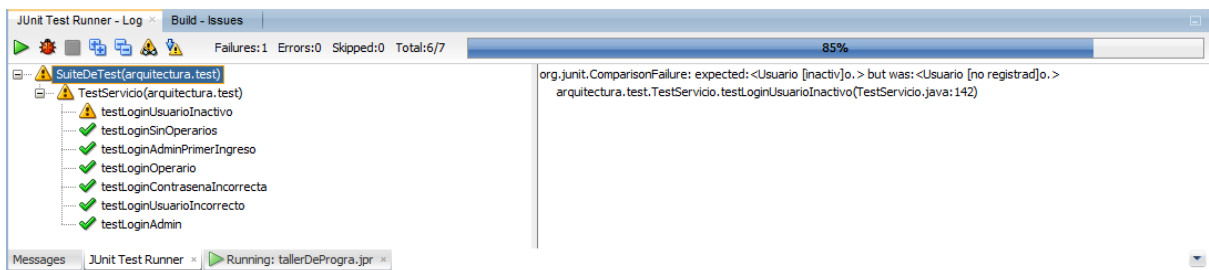 JUnit Test Runner - Log × Build - Issues
Failures:1 Errors:0 Skipped:0 Total:6/7 85%
SuiteDeTest(arquitectura.test)
TestServicio(arquitectura.test)
testLoginUsuarioInactivo
testLoginSinOperarios
testLoginAdminPrimerIngreso
testLoginOperario
testLoginContrasenaIncorrecta
testLoginUsuarioIncorrecto
testLoginAdmin
org.junit.ComparisonFailure: expected:<Usuario [inactiv]o.> but was:<Usuario [no registrad]o.>
arquitectura.test.TestServicio.testLoginUsuarioInactivo(TestServicio.java:142)
Messages JUnit Test Runner × Running: tallerDeProgra.jpr ×